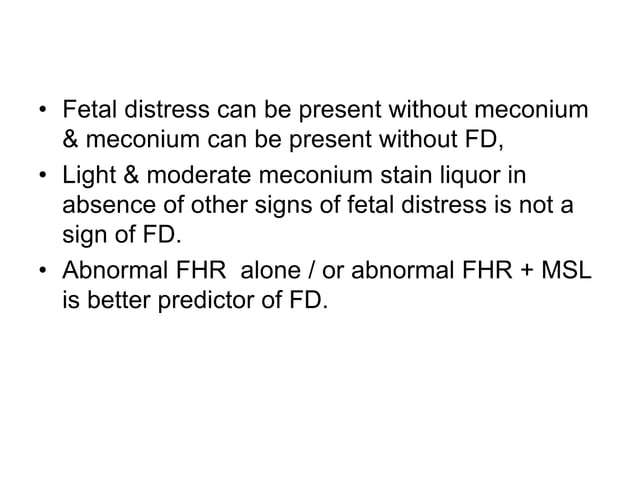 • Fetal distress can be present without meconium
& meconium can be present without FD,
• Light & moderate meconium stain liquor in
absence of other signs of fetal distress is not a
sign of FD.
• Abnormal FHR  alone / or abnormal FHR + MSL
is better predictor of FD.